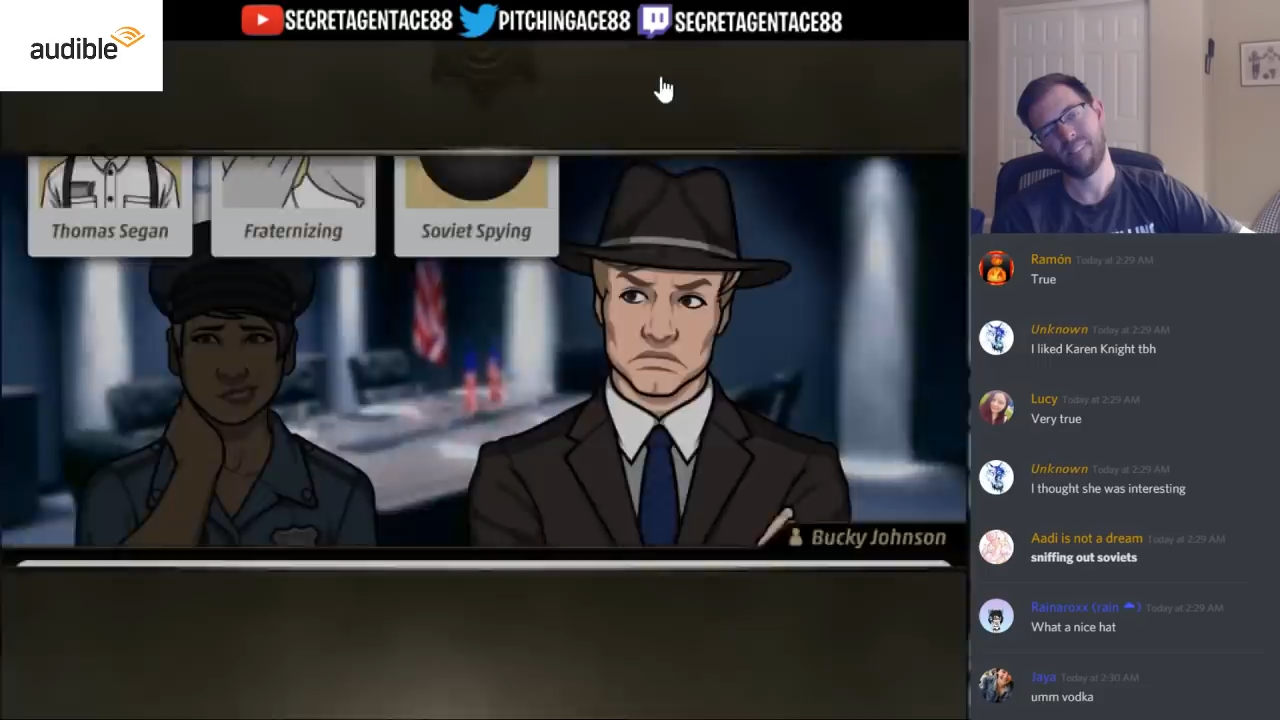 audible
SECRETAGENTACE88 PITCHINGACE88 SECRETAGENTACE88
Thomas Segan
Fraternizing
Soviet Spying
Bucky Johnson
Ramón Today at 2:29 AM
True
Unknown Today at 2:29 AM
I liked Karen Knight tbh
Lucy Today at 2:29 AM
Very true
Unknown Today at 2:29 AM
I thought she was interesting
Aadi is not a dream Today at 2:29 AM
sniffing out soviets
Rainaroxx (rain ☂) Today at 2:29 AM
What a nice hat
Jaya Today at 2:30 AM
umm vodka